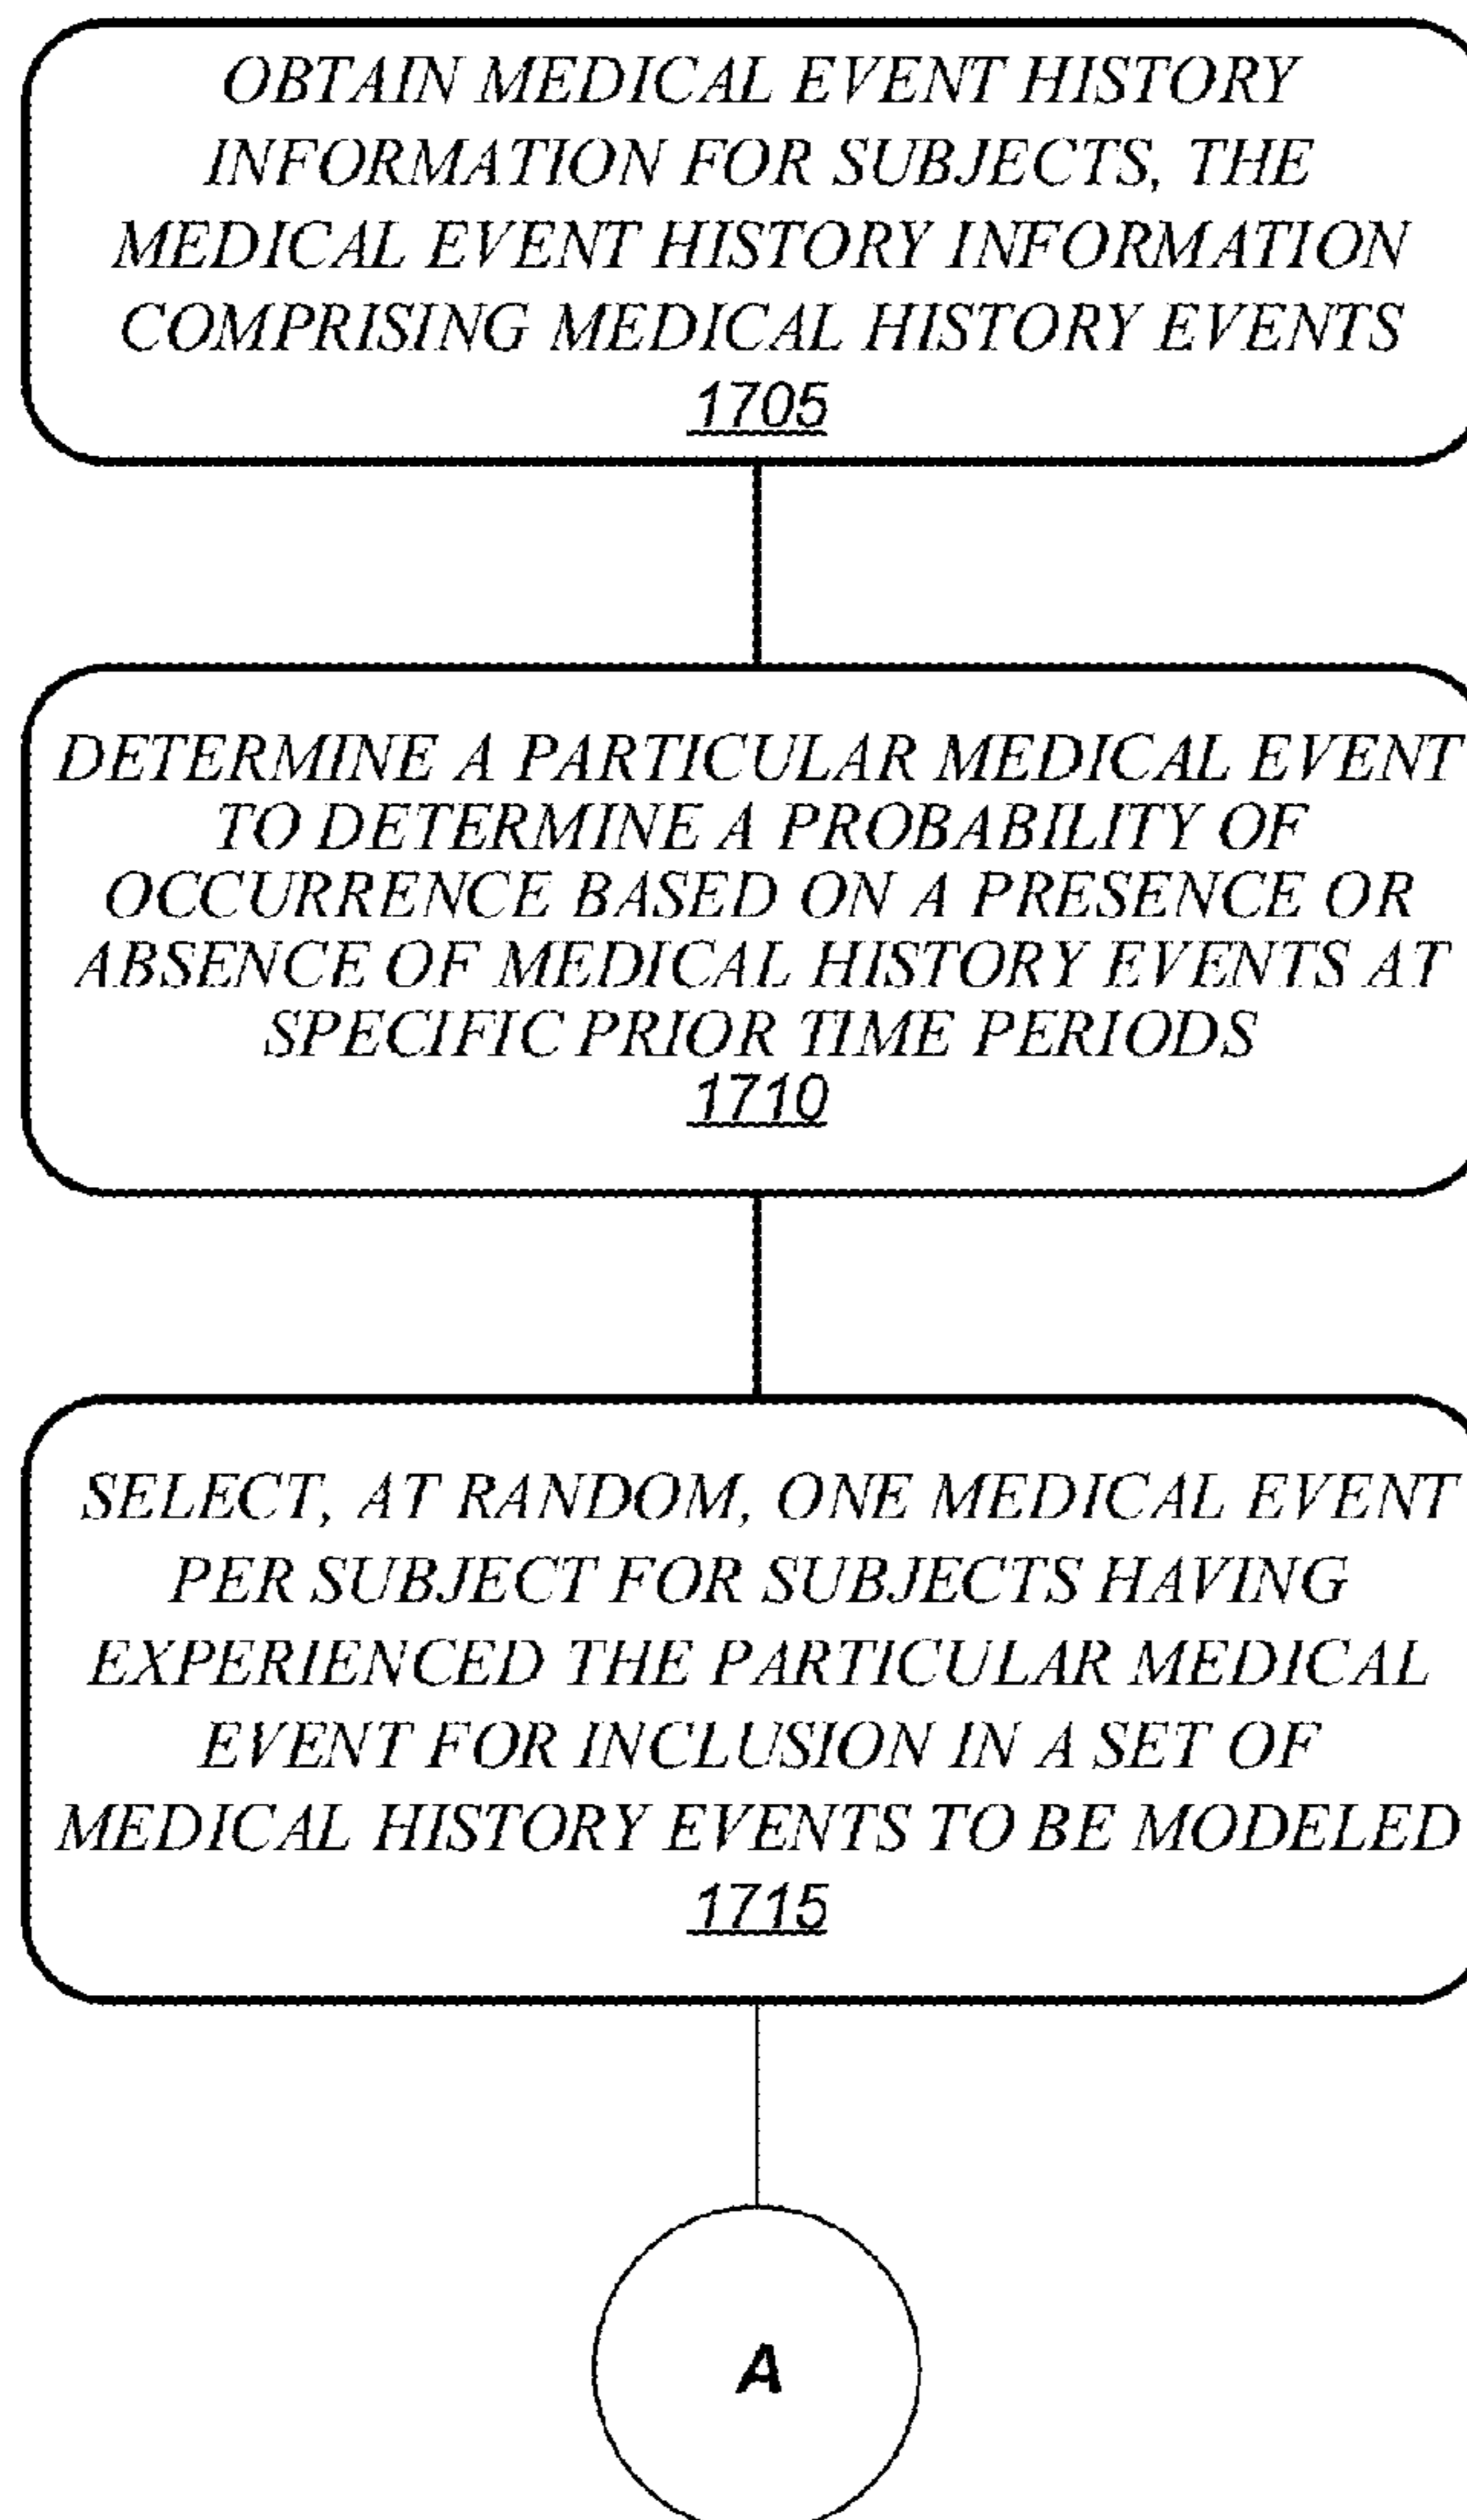 OBTAIN MEDICAL EVENT HISTORY
INFORMATION FOR SUBJECTS, THE
MEDICAL EVENT HISTORY INFORMATION
COMPRISING MEDICAL HISTORY EVENTS
1705
DETERMINE A PARTICULAR MEDICAL EVENT
TO DETERMINE A PROBABILITY OF
OCCURRENCE BASED ON A PRESENCE OR
ABSENCE OF MEDICAL HISTORY EVENTS AT
SPECIFIC PRIOR TIME PERIODS
1710
SELECT, AT RANDOM, ONE MEDICAL EVENT
PER SUBJECT FOR SUBJECTS HAVING
EXPERIENCED THE PARTICULAR MEDICAL
EVENT FOR INCLUSION IN A SET OF
MEDICAL HISTORY EVENTS TO BE MODELED
1715
A